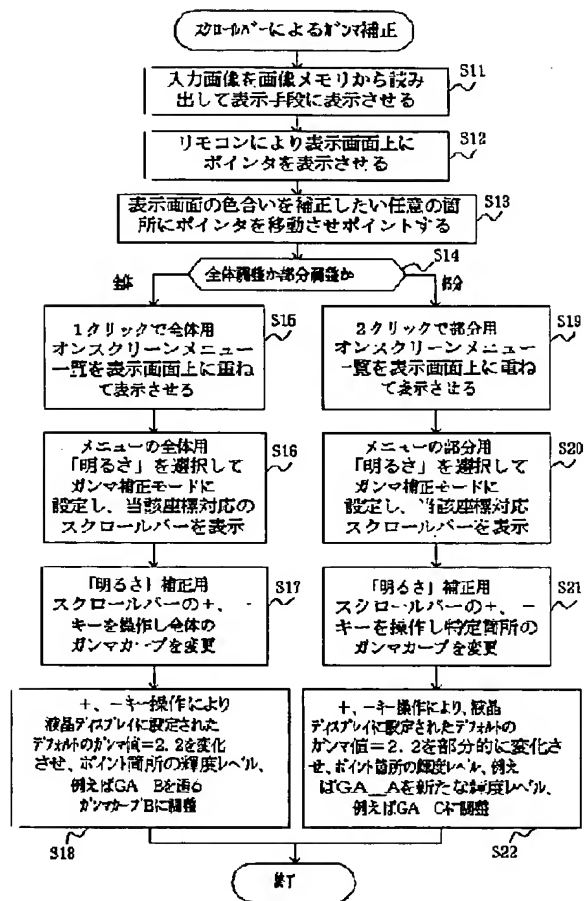 スクロールバーによるガンマ補正
S11
入力画像を画像メモリから読み
出して表示手段に表示させる
S12
リモコンにより表示画面上に
ポインタを表示させる
S13
表示画面の色合いを補正したい任意の箇
所にポインタを移動させポイントする
S14
全体調整か部分調整か
全体
部分
S15
1クリックで全体用
オンスクリーンメニュー
一覧を表示画面上に重ね
て表示させる
S16
メニューの全体用
「明るさ」を選択して
ガンマ補正モードに
設定し、当該座標対応の
スクロールバーを表示
S17
「明るさ」補正用
スクロールバーの+、-
キーを操作し全体の
ガンマカーブを変更
+、-キー操作により
液晶ディスプレイに設定された
デフォルトのガンマ値=2.2を変化
させ、ポイント箇所の輝度レベル、
例えばGA_Bを通る
ガンマカーブBに調整
S18
S19
2クリックで部分用
オンスクリーンメニュー
一覧を表示画面上に重ね
て表示させる
S20
メニューの部分用
「明るさ」を選択して
ガンマ補正モードに
設定し、当該座標対応の
スクロールバーを表示
S21
「明るさ」補正用
スクロールバーの+、-
キーを操作し特定箇所の
ガンマカーブを変更
+、-キー操作により、液晶
ディスプレイに設定されたデフォルトの
ガンマ値=2.2を部分的に変化さ
せ、ポイント箇所の輝度レベル、例え
ばGA_Aを新たな輝度レベル、
例えばGA_Cに調整
S22
終了